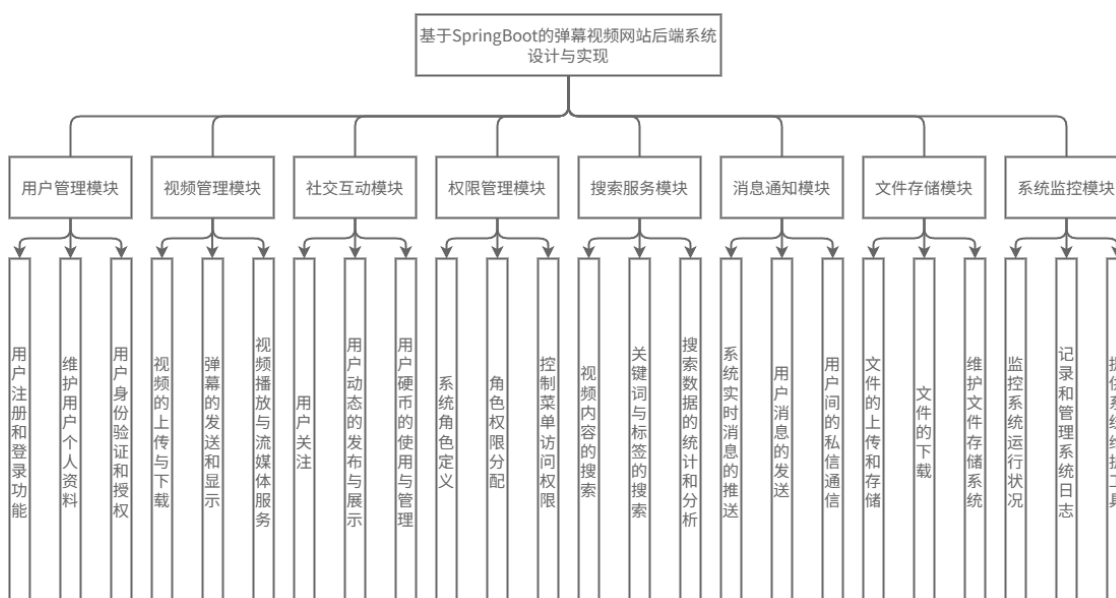 基于SpringBoot的弹幕视频网站后端系统
设计与实现
用户管理模块
视频管理模块
社交互动模块
权限管理模块
搜索服务模块
消息通知模块
文件存储模块
系统监控模块
用户注册和登录功能
维护用户个人资料
用户身份验证和授权
视频的上传与下载
弹幕的发送和显示
视频播放与流媒体服务
用户关注
用户动态的发布与展示
用户硬币的使用与管理
系统角色定义
角色权限分配
控制菜单访问权限
视频内容的搜索
关键词与标签的搜索
搜索数据的统计和分析
系统实时消息的推送
用户消息的发送
用户间的私信通信
文件的上传和存储
文件的下载
维护文件存储系统
监控系统运行状况
记录和管理系统日志
提供系统维护工具